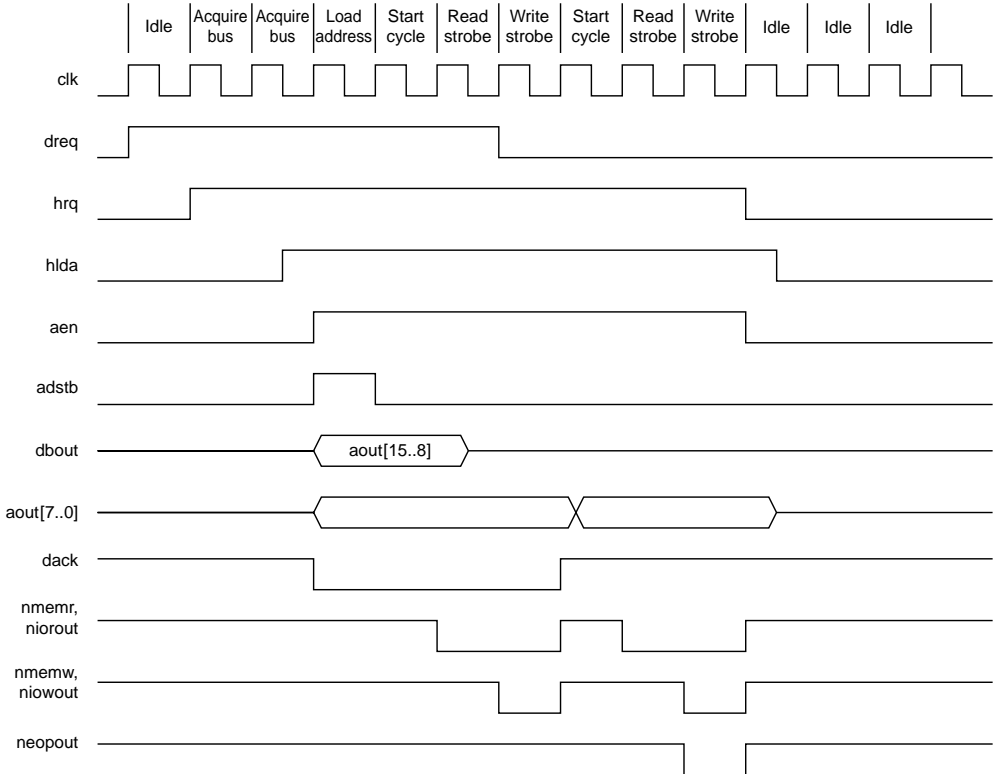 Idle
Acquire bus
Acquire bus
Load address
Start cycle
Read strobe
Write strobe
Start cycle
Read strobe
Write strobe
Idle
Idle
Idle
clk
dreq
hrq
hlda
aen
adstb
dbout
aout[15..8]
aout[7..0]
dack
nmemr,
niorout
nmemw,
niowout
neopout